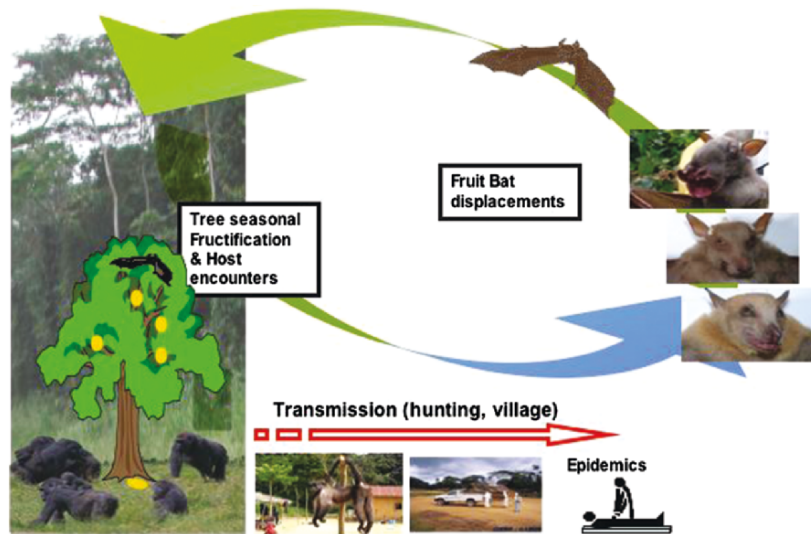 Fruit Bat
displacements
Tree seasonal
Fructification
& Host
encounters
Transmission (hunting, village)
Epidemics